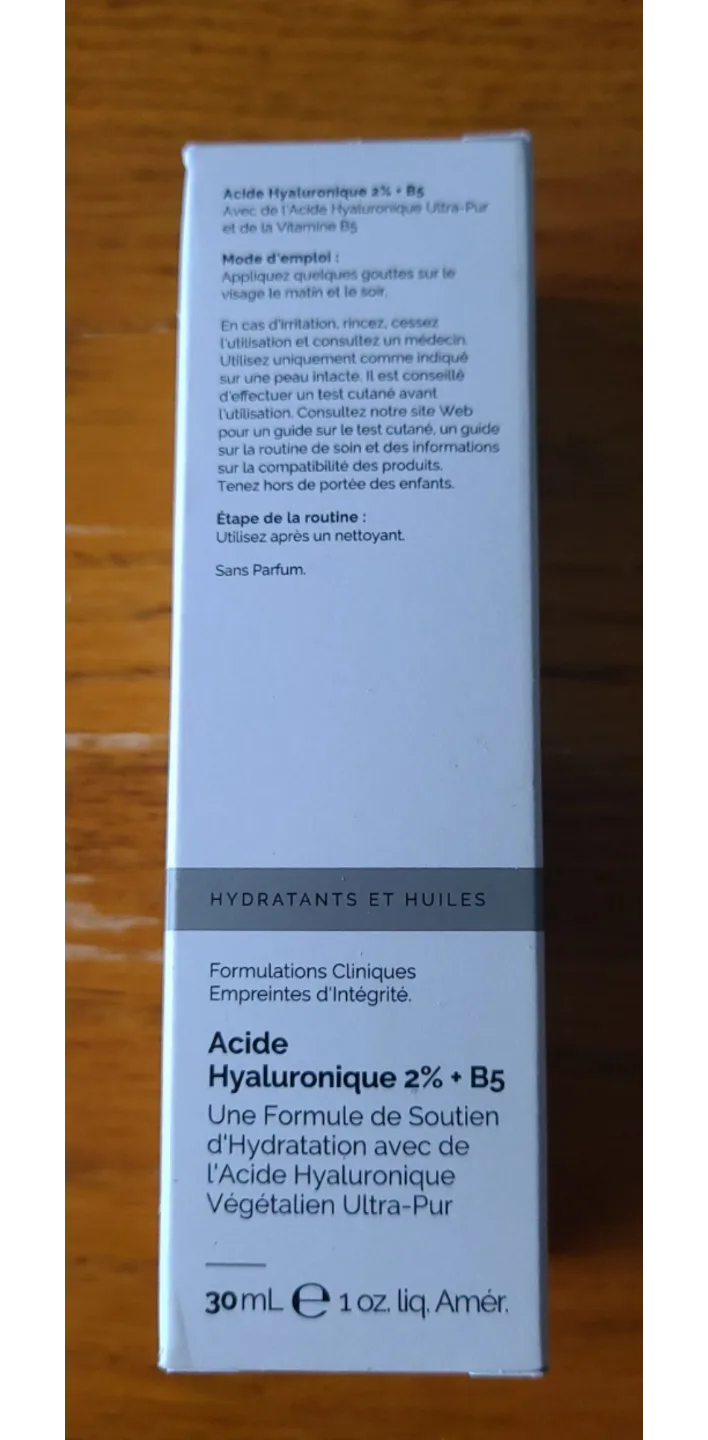 Acide Hyaluronique 2% + B5
Avec de l'Acide Hyaluronique Ultra-Pur
et de la Vitamine B5
Mode d'emploi :
Appliquez quelques gouttes sur le
visage le matin et le soir.
En cas d'irritation, rincez, cessez
l'utilisation et consultez un médecin.
Utilisez uniquement comme indiqué
sur une peau intacte. Il est conseillé
d'effectuer un test cutané avant
l'utilisation. Consultez notre site Web
pour un guide sur le test cutané, un guide
sur la routine de soin et des informations
sur la compatibilité des produits.
Tenez hors de portée des enfants.
Étape de la routine :
Utilisez après un nettoyant.
Sans Parfum.
HYDRATANTS ET HUILES
Formulations Cliniques
Empreintes d'Intégrité.
Acide
Hyaluronique 2% + B5
Une Formule de Soutien
d'Hydratation avec de
l'Acide Hyaluronique
Végétalien Ultra-Pur
30 mL ℮ 1 oz. liq. Amér.